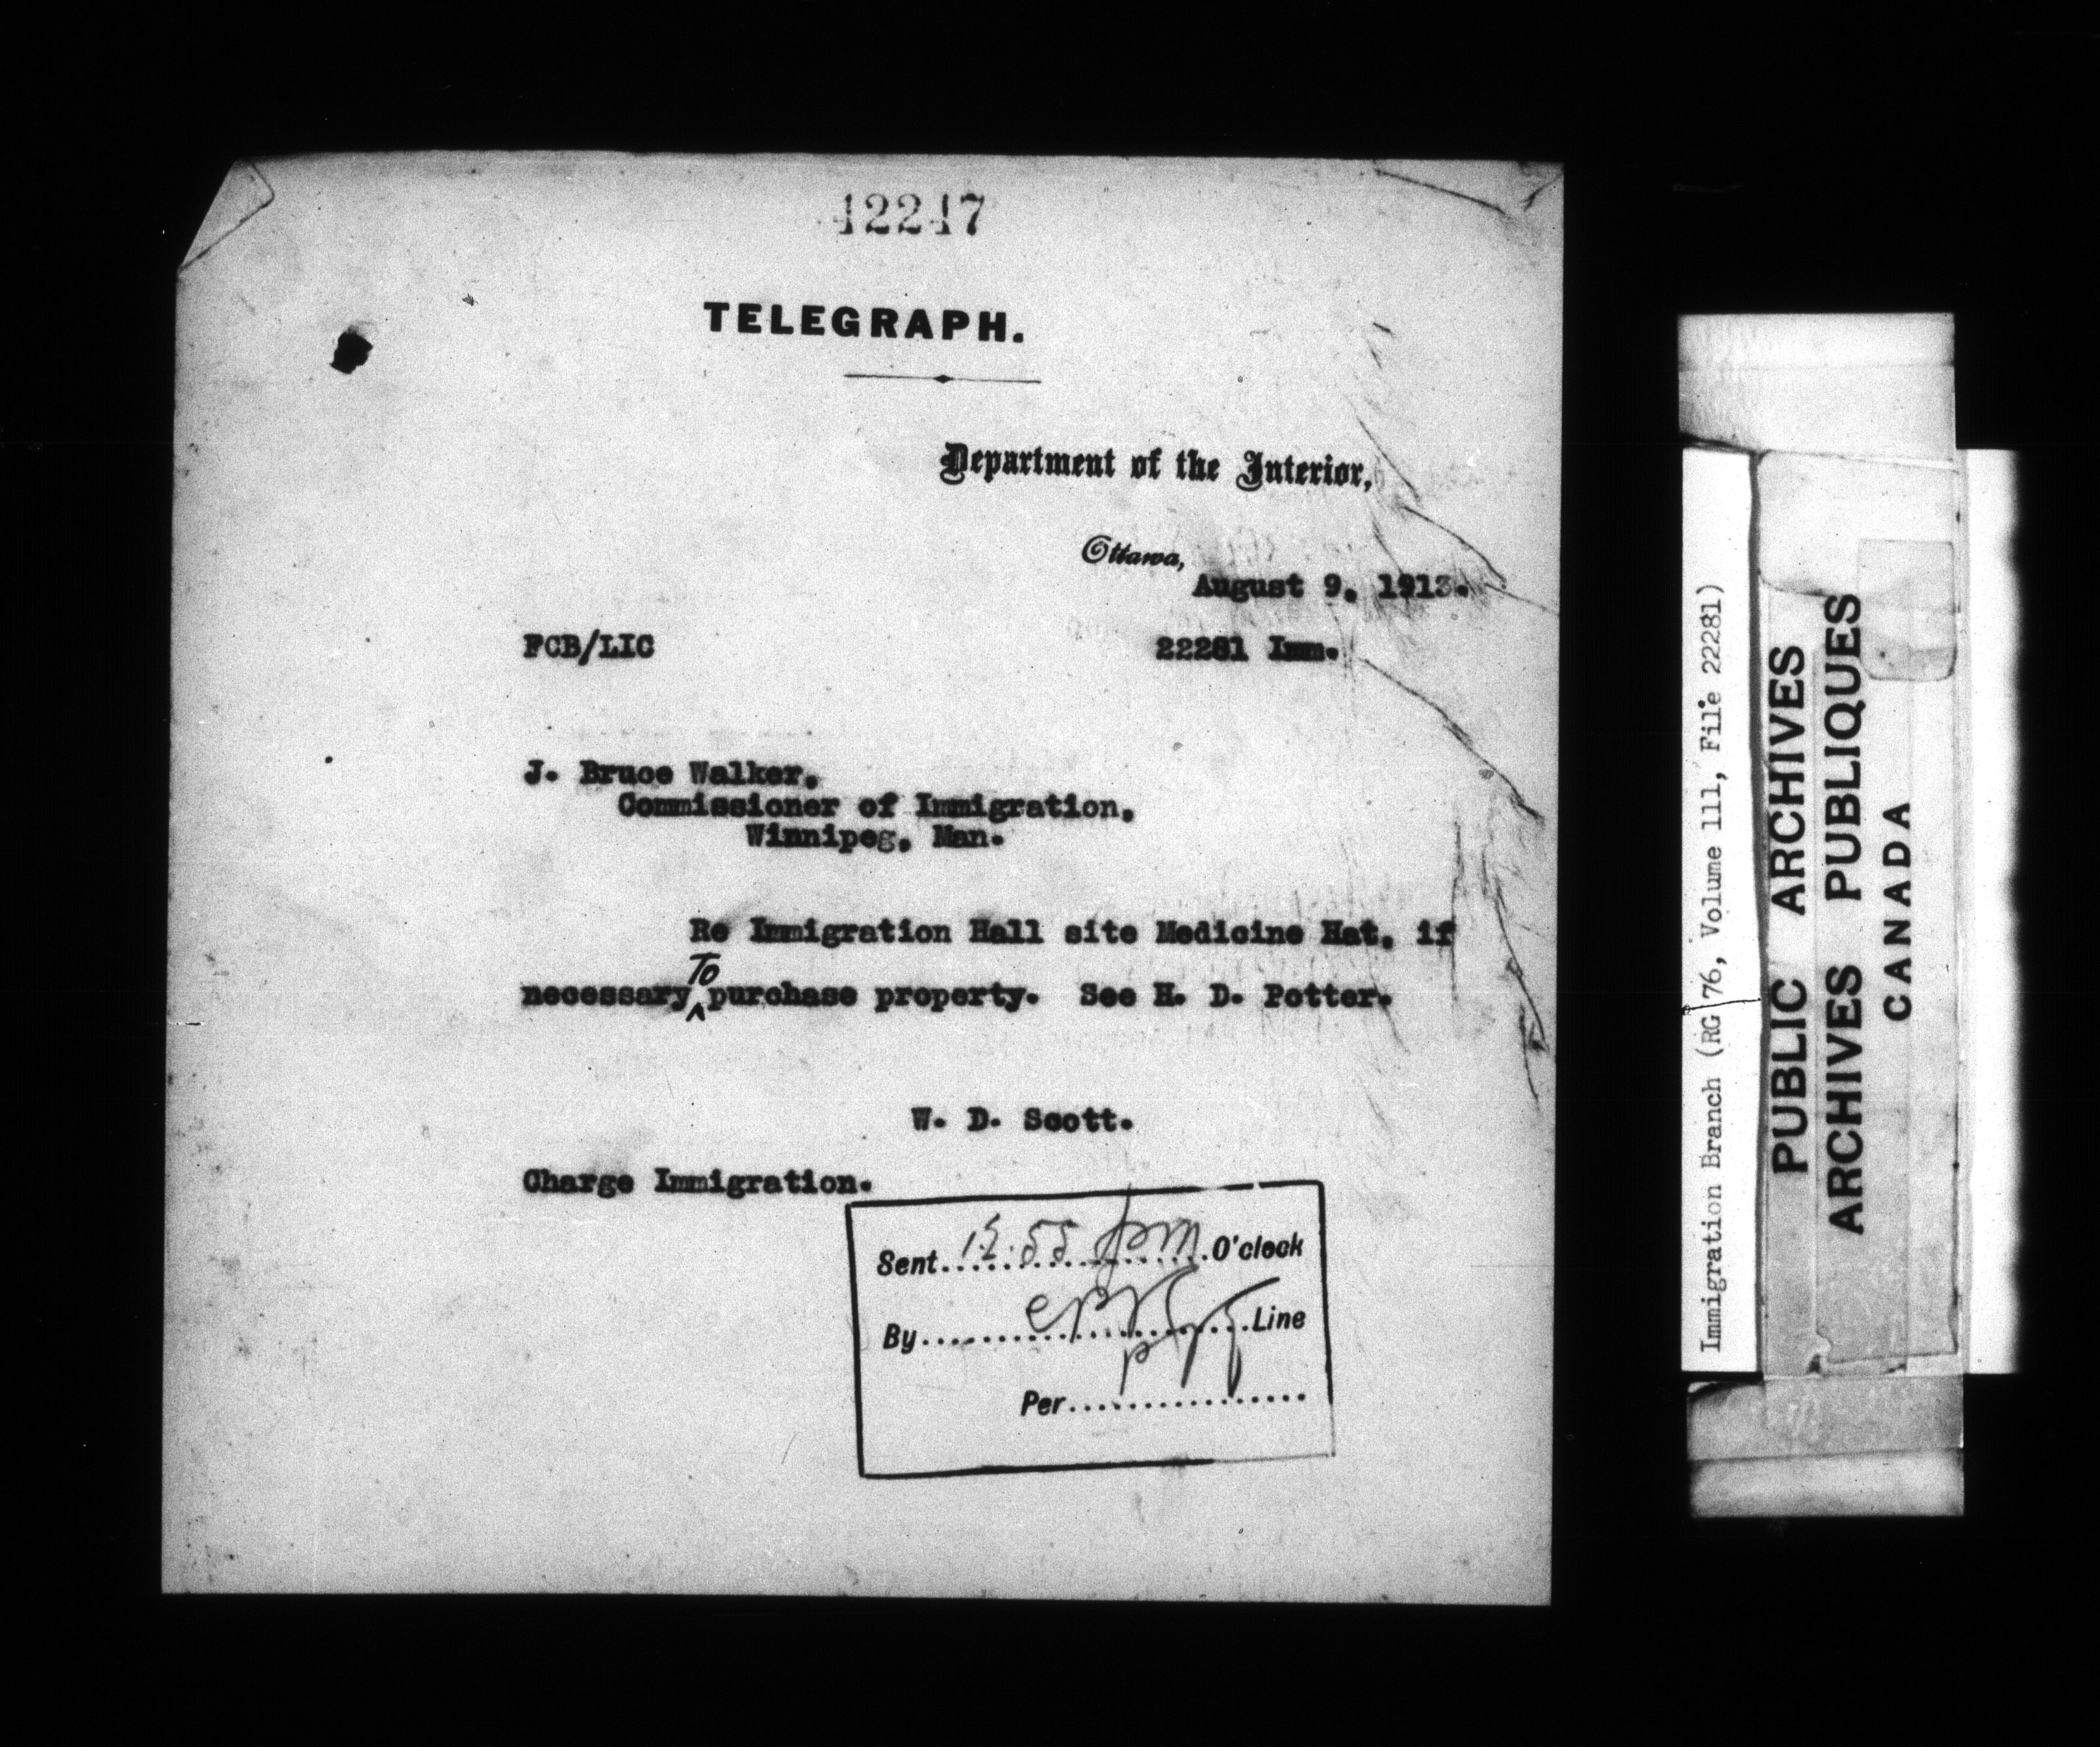 42247
TELEGRAPH.
Department of the Interior,
Ottawa,
August 9, 1913.
FCB/LIC 22281 Imm.
J. Bruce Walker,
Commissioner of Immigration,
Winnipeg, Man.
Re Immigration Hall site Medicine Hat, if
To
necessary ^ purchase property. See H. D. Potter.
W. D. Scott.
Charge Immigration.
Sent 12.55 pm O'clock
By Line
Per
Immigration Branch (RG 76, Volume 111, File 22281)
PUBLIC ARCHIVES
ARCHIVES PUBLIQUES
CANADA